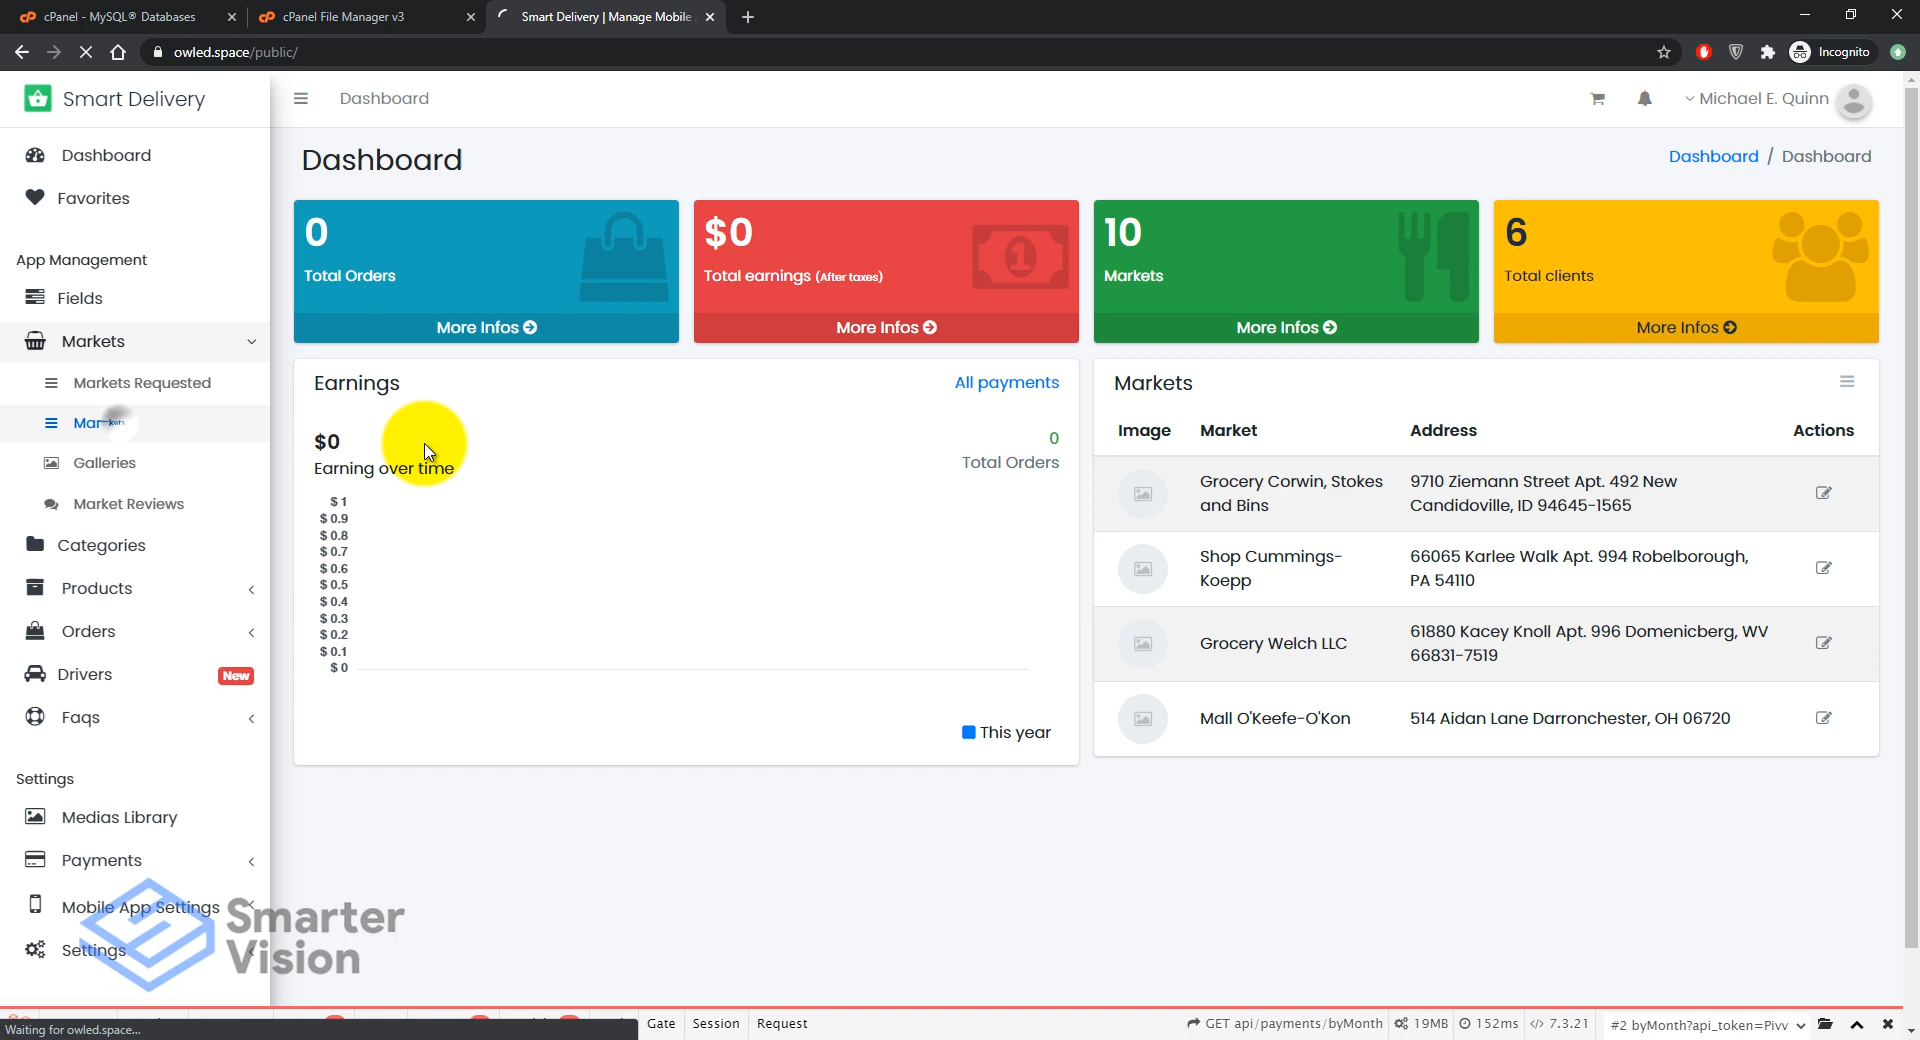 cPanel - MySQL® Databases
cPanel File Manager v3
Smart Delivery | Manage Mobile
owled.space/public/
Incognito
Smart Delivery
Dashboard
Michael E. Quinn
Dashboard
Favorites
App Management
Fields
Markets
Markets Requested
Markets
Galleries
Market Reviews
Categories
Products
Orders
Drivers
New
Faqs
Settings
Medias Library
Payments
Mobile App Settings
Settings
Dashboard
Dashboard / Dashboard
0
Total Orders
More Infos
$0
Total earnings (After taxes)
More Infos
10
Markets
More Infos
6
Total clients
More Infos
Earnings
All payments
$0
Earning over time
0
Total Orders
$ 1
$ 0.9
$ 0.8
$ 0.7
$ 0.6
$ 0.5
$ 0.4
$ 0.3
$ 0.2
$ 0.1
$ 0
This year
Markets
Image Market Address Actions
Grocery Corwin, Stokes
and Bins
9710 Ziemann Street Apt. 492 New
Candidoville, ID 94645-1565
Shop Cummings-
Koepp
66065 Karlee Walk Apt. 994 Robelborough,
PA 54110
Grocery Welch LLC
61880 Kacey Knoll Apt. 996 Domenicberg, WV
66831-7519
Mall O'Keefe-O'Kon
514 Aidan Lane Darronchester, OH 06720
Smarter
Vision
Waiting for owled.space...
Gate
Session
Request
GET api/payments/byMonth
19MB
152ms
7.3.21
#2 byMonth?api_token=Pivv